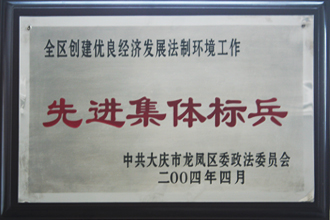 全区创建优良经济发展法制环境工作
先进集体标兵
中共大庆市龙凤区委政法委员会
二〇〇四年四月